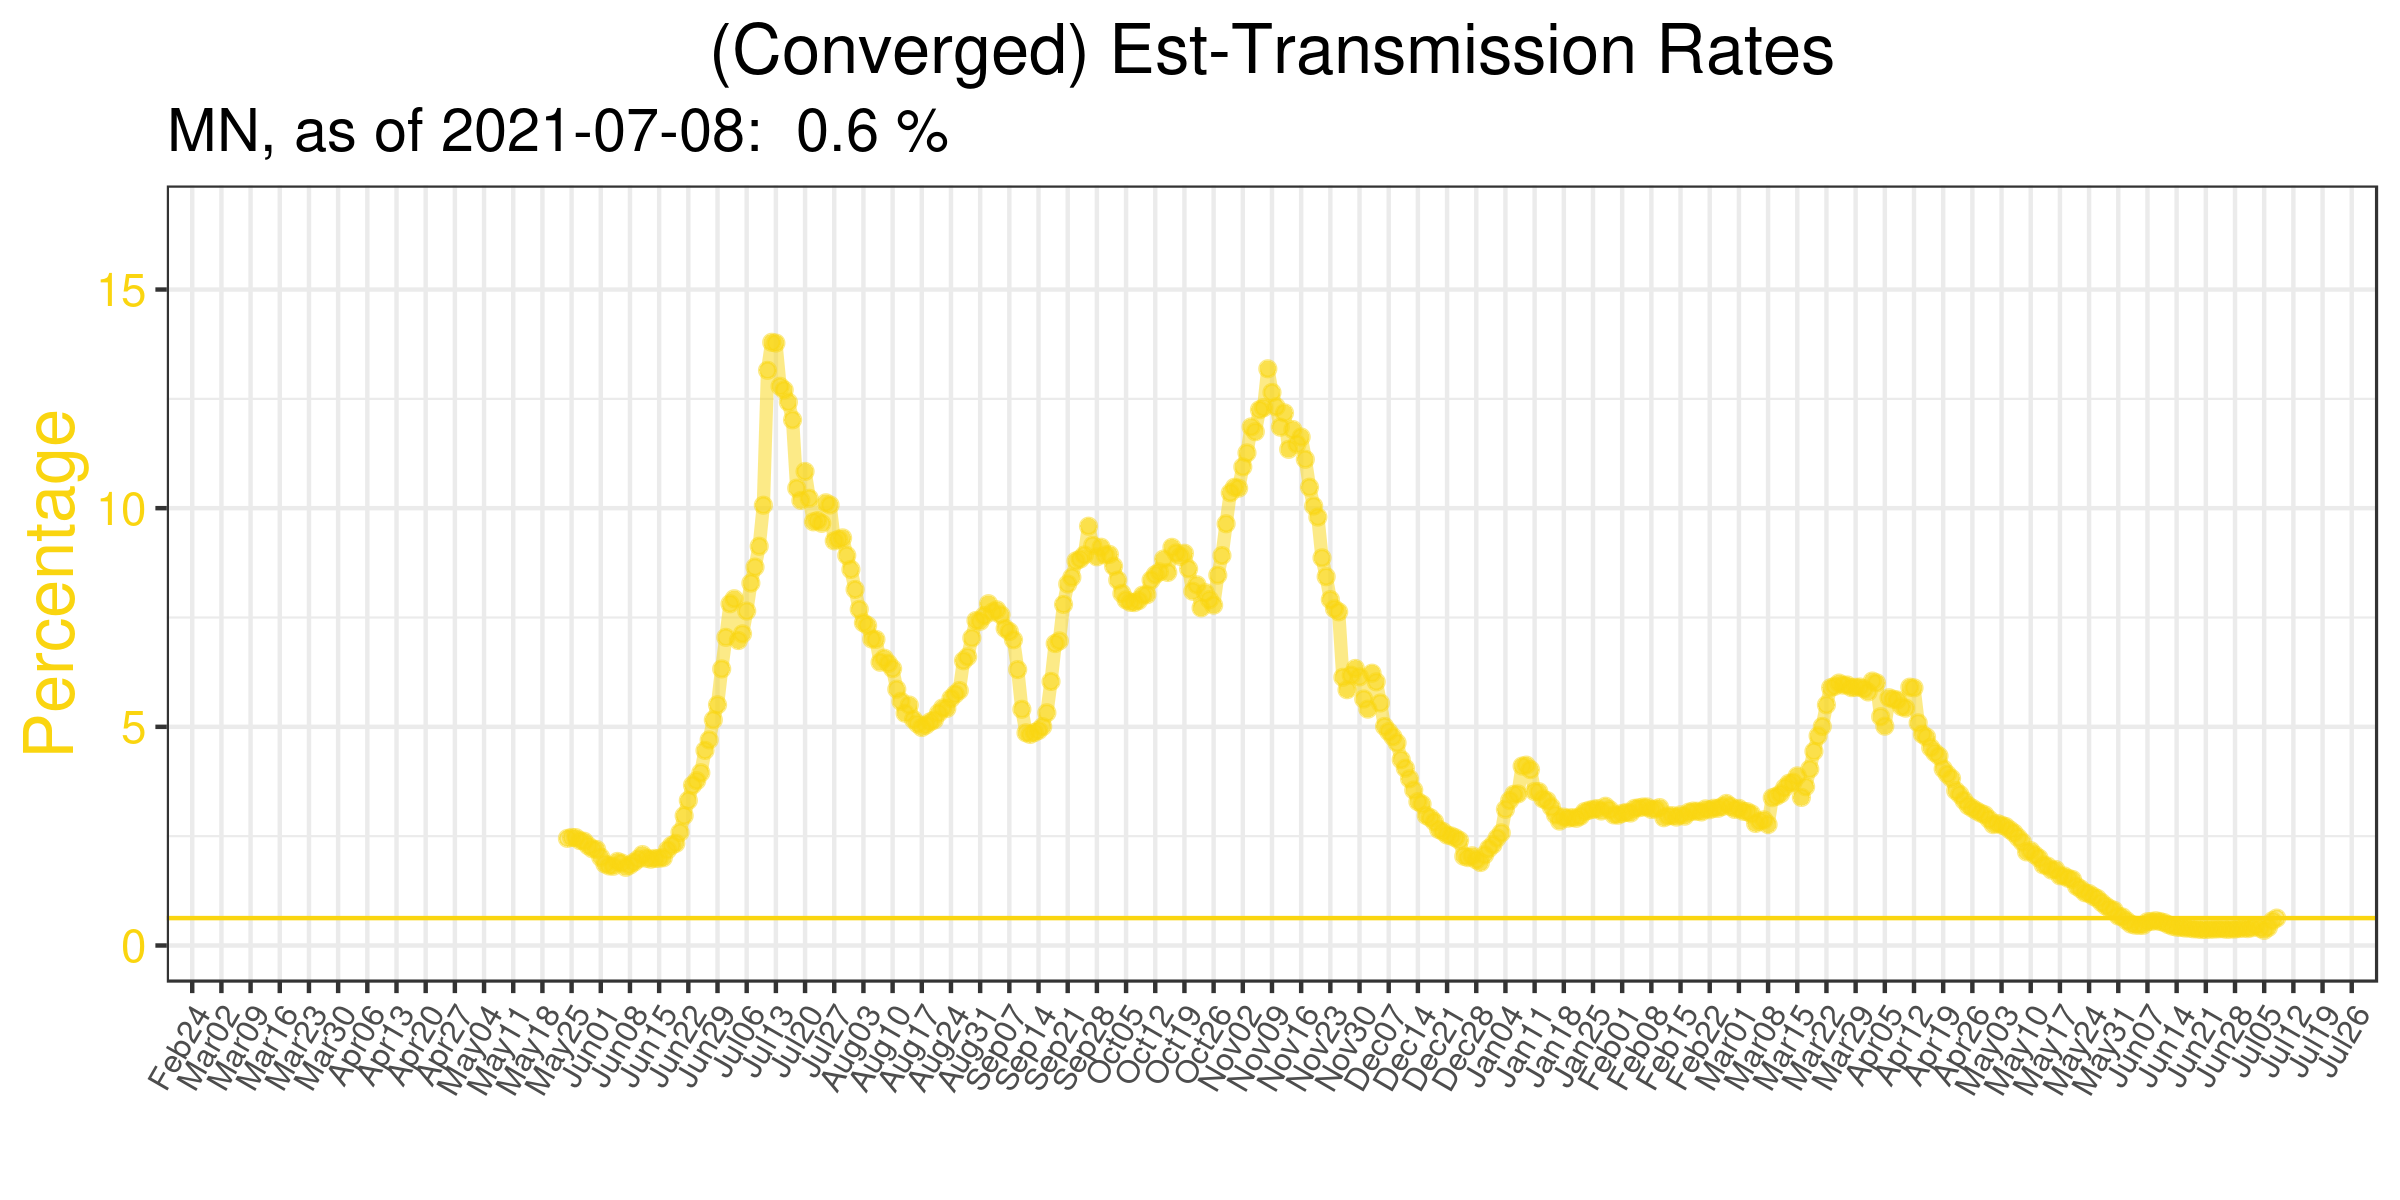 (Converged) Est-Transmission Rates
MN, as of 2021-07-08:  0.6 %
Percentage
15
10
5
0
Feb24
Mar02
Mar09
Mar16
Mar23
Mar30
Apr06
Apr13
Apr20
Apr27
May04
May11
May18
May25
Jun01
Jun08
Jun15
Jun22
Jun29
Jul06
Jul13
Jul20
Jul27
Aug03
Aug10
Aug17
Aug24
Aug31
Sep07
Sep14
Sep21
Sep28
Oct05
Oct12
Oct19
Oct26
Nov02
Nov09
Nov16
Nov23
Nov30
Dec07
Dec14
Dec21
Dec28
Jan04
Jan11
Jan18
Jan25
Feb01
Feb08
Feb15
Feb22
Mar01
Mar08
Mar15
Mar22
Mar29
Apr05
Apr12
Apr19
Apr26
May03
May10
May17
May24
May31
Jun07
Jun14
Jun21
Jun28
Jul05
Jul12
Jul19
Jul26